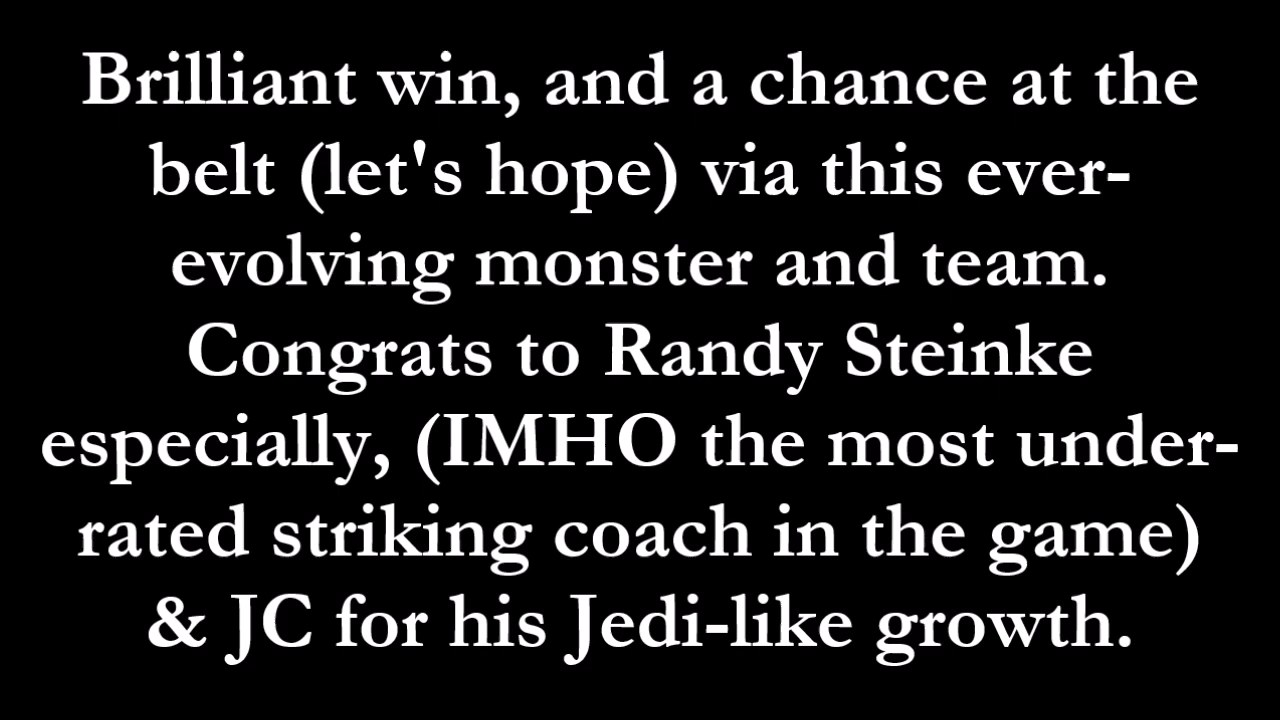 Brilliant win, and a chance at the
belt (let's hope) via this ever-
evolving monster and team.
Congrats to Randy Steinke
especially, (IMHO the most under-
rated striking coach in the game)
& JC for his Jedi-like growth.